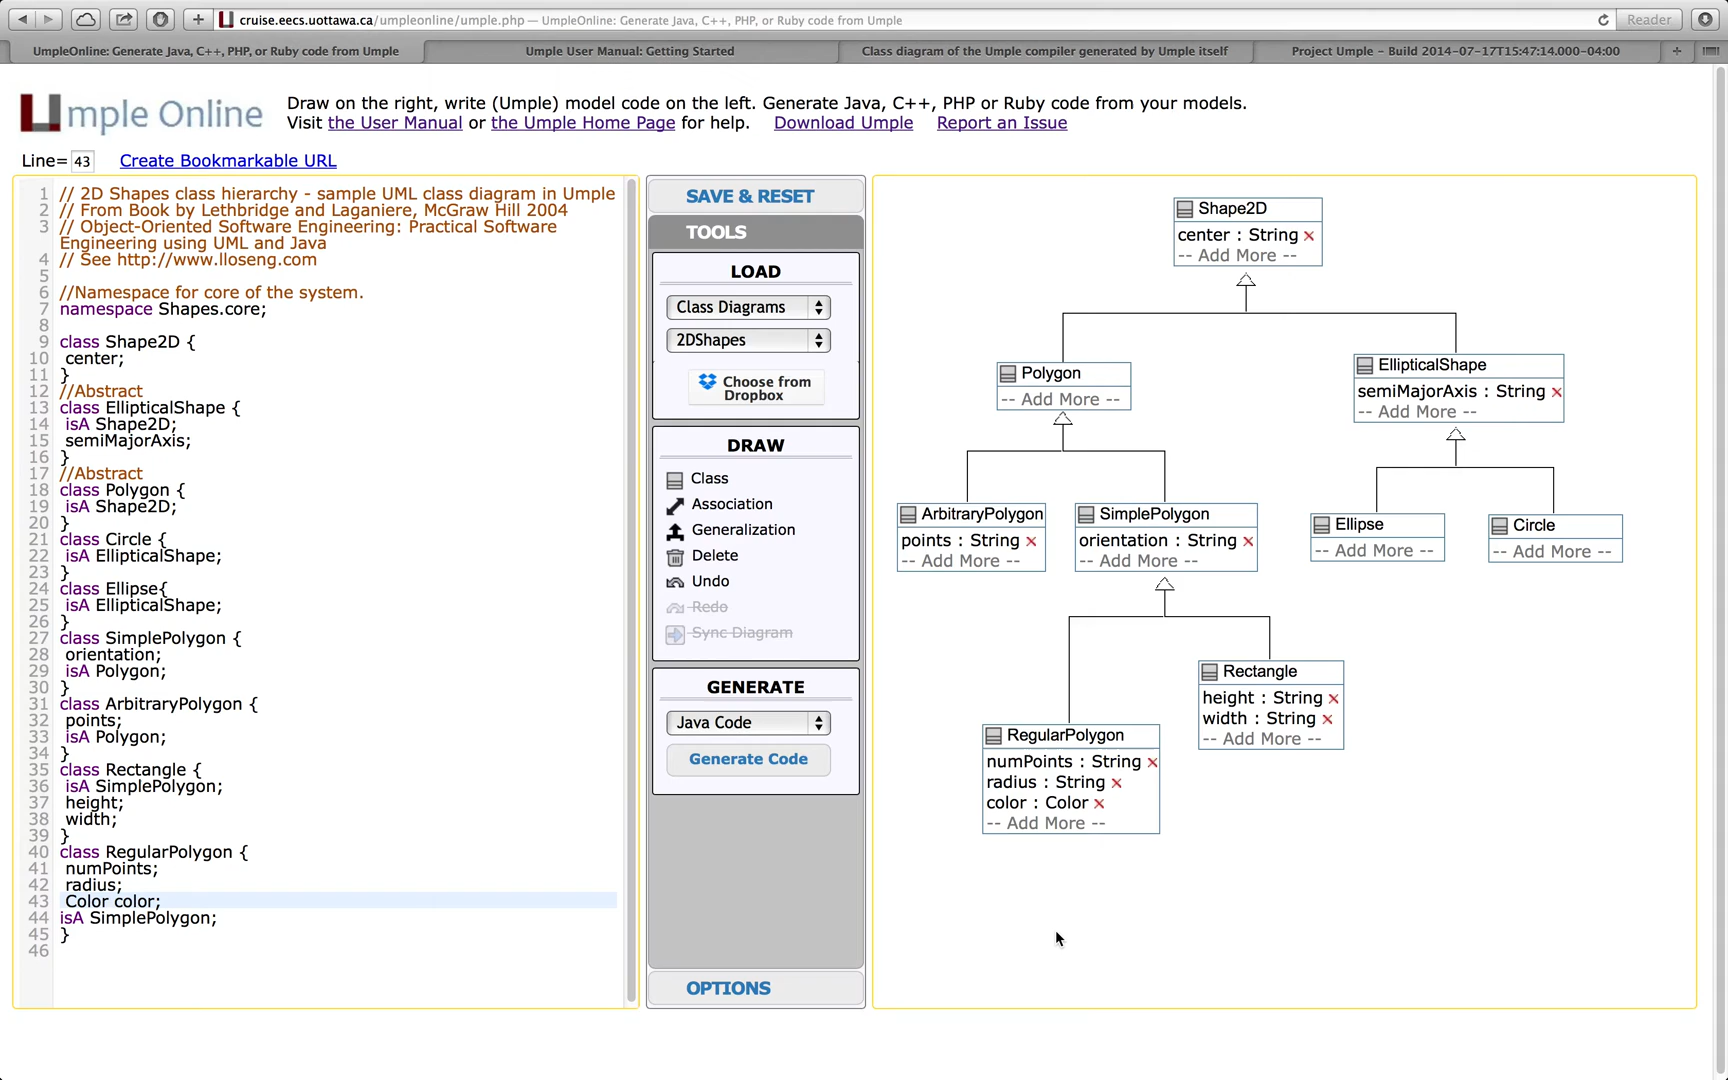 cruise.eecs.uottawa.ca/umpleonline/umple.php — UmpleOnline: Generate Java, C++, PHP, or Ruby code from Umple
Reader
UmpleOnline: Generate Java, C++, PHP, or Ruby code from Umple
Umple User Manual: Getting Started
Class diagram of the Umple compiler generated by Umple itself
Project Umple – Build 2014-07-17T15:47:14.000-04:00
Umple Online
Draw on the right, write (Umple) model code on the left. Generate Java, C++, PHP or Ruby code from your models.
Visit the User Manual or the Umple Home Page for help. Download Umple Report an Issue
Line= 43 Create Bookmarkable URL
1 // 2D Shapes class hierarchy - sample UML class diagram in Umple
2 // From Book by Lethbridge and Laganiere, McGraw Hill 2004
3 // Object-Oriented Software Engineering: Practical Software
Engineering using UML and Java
4 // See http://www.lloseng.com
5
6 //Namespace for core of the system.
7 namespace Shapes.core;
8
9 class Shape2D {
10 center;
11 }
12 //Abstract
13 class EllipticalShape {
14 isA Shape2D;
15 semiMajorAxis;
16 }
17 //Abstract
18 class Polygon {
19 isA Shape2D;
20 }
21 class Circle {
22 isA EllipticalShape;
23 }
24 class Ellipse{
25 isA EllipticalShape;
26 }
27 class SimplePolygon {
28 orientation;
29 isA Polygon;
30 }
31 class ArbitraryPolygon {
32 points;
33 isA Polygon;
34 }
35 class Rectangle {
36 isA SimplePolygon;
37 height;
38 width;
39 }
40 class RegularPolygon {
41 numPoints;
42 radius;
43 Color color;
44 isA SimplePolygon;
45 }
46
SAVE & RESET
TOOLS
LOAD
Class Diagrams
2DShapes
Choose from
Dropbox
DRAW
Class
Association
Generalization
Delete
Undo
Redo
Sync Diagram
GENERATE
Java Code
Generate Code
OPTIONS
Shape2D
center : String
-- Add More --
Polygon
-- Add More --
EllipticalShape
semiMajorAxis : String
-- Add More --
ArbitraryPolygon
points : String
-- Add More --
SimplePolygon
orientation : String
-- Add More --
Ellipse
-- Add More --
Circle
-- Add More --
Rectangle
height : String
width : String
-- Add More --
RegularPolygon
numPoints : String
radius : String
color : Color
-- Add More --